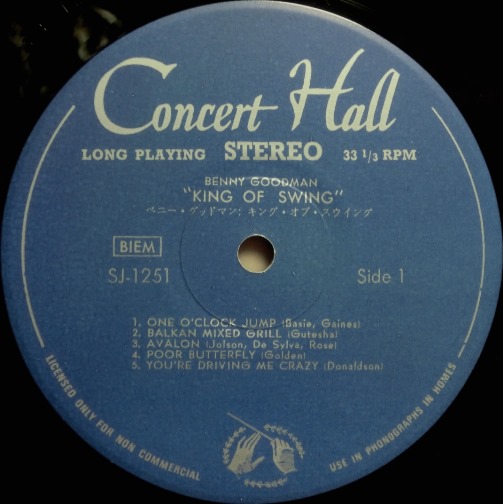 Concert Hall
LONG PLAYING STEREO 33 1/3 RPM
BENNY GOODMAN
"KING OF SWING"
ベニー・グッドマン: キング・オブ・スウイング
BIEM
SJ-1251 Side 1
1. ONE O'CLOCK JUMP (Basie, Gaines)
2. BALKAN MIXED GRILL (Gutesha)
3. AVALON (Jolson, De Sylva, Rose)
4. POOR BUTTERFLY (Golden)
5. YOU'RE DRIVING ME CRAZY (Donaldson)
LICENSED ONLY FOR NON COMMERCIAL
USE IN PHONOGRAPHS IN HOMES